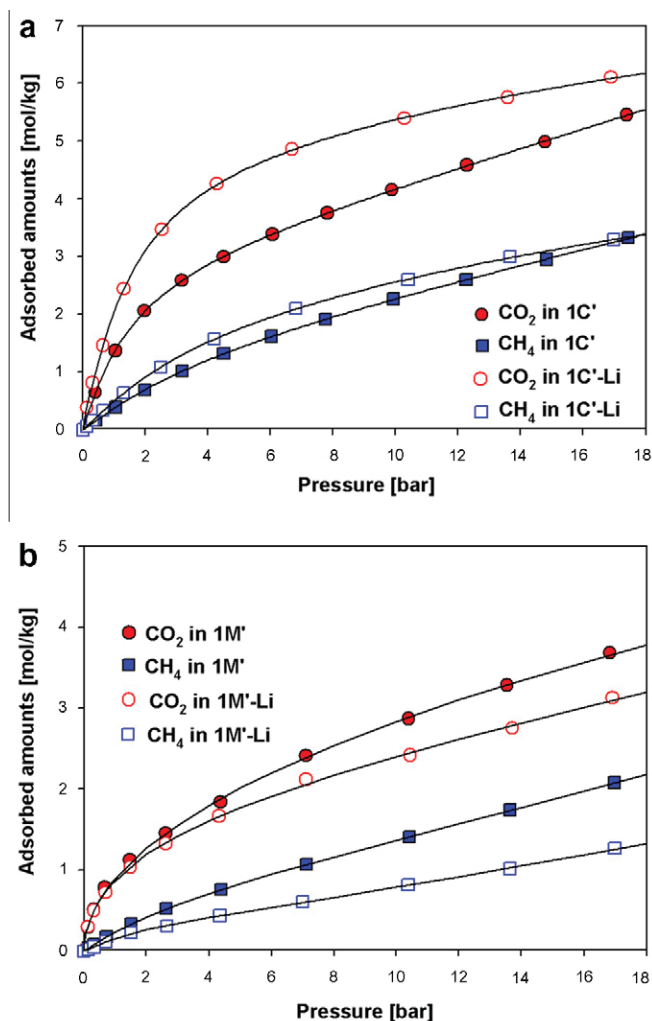 a
7
6
5
4
3
2
1
0
Adsorbed amounts [mol/kg]
CO₂ in 1C'
CH₄ in 1C'
CO₂ in 1C'-Li
CH₄ in 1C'-Li
0 2 4 6 8 10 12 14 16 18
Pressure [bar]
b
5
4
3
2
1
0
Adsorbed amounts [mol/kg]
CO₂ in 1M'
CH₄ in 1M'
CO₂ in 1M'-Li
CH₄ in 1M'-Li
0 2 4 6 8 10 12 14 16 18
Pressure [bar]